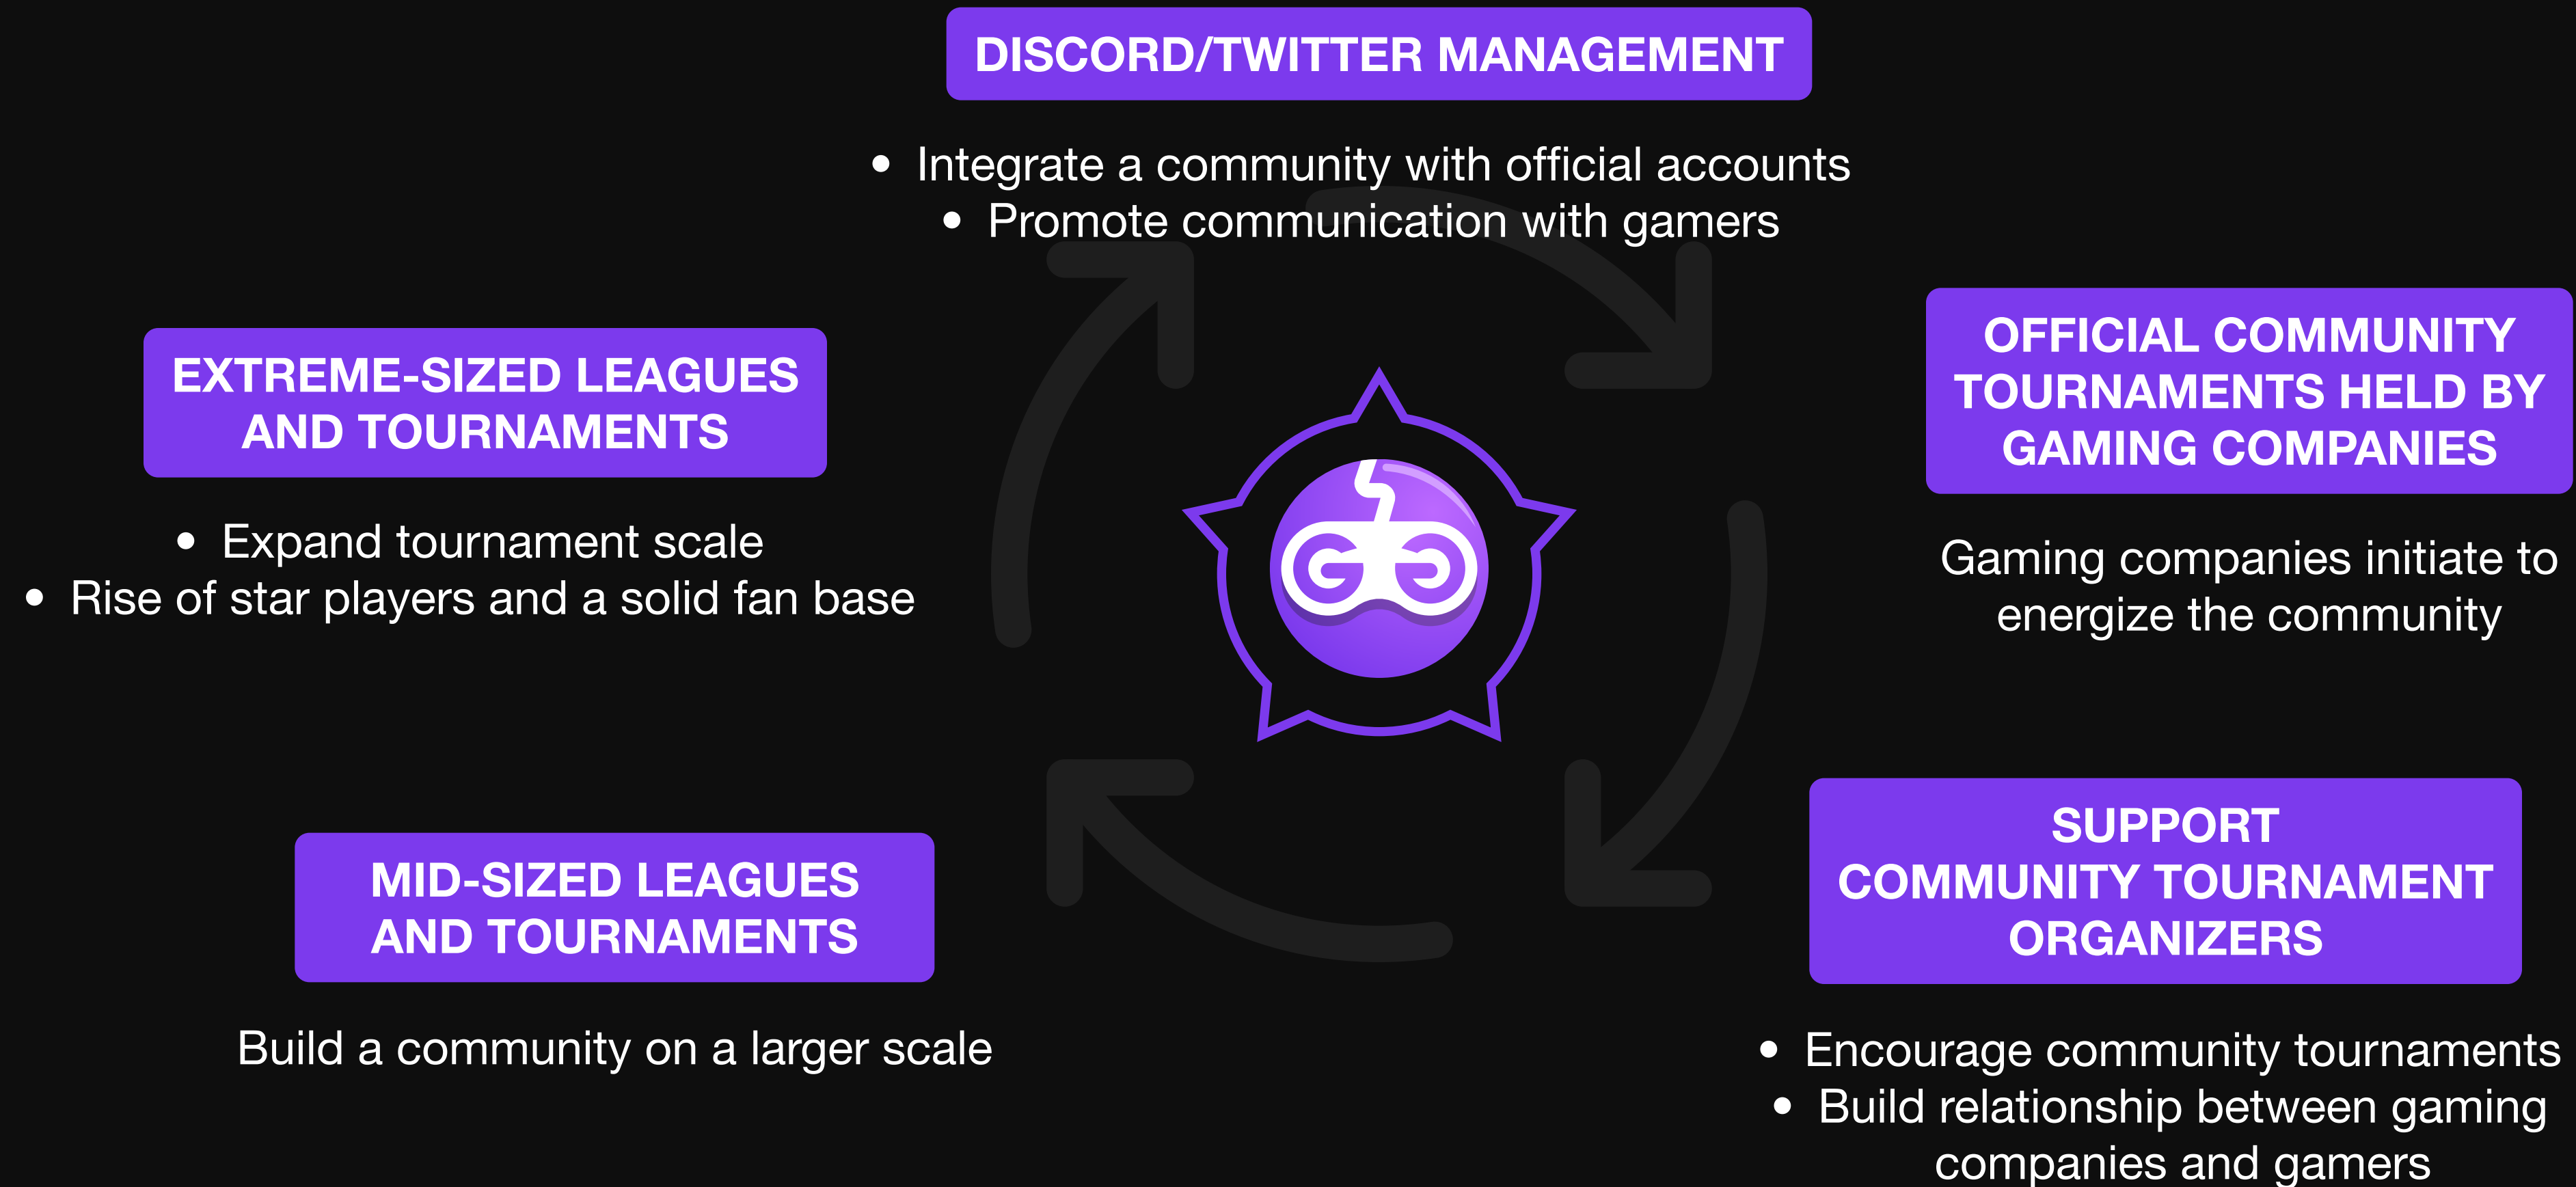 DISCORD/TWITTER MANAGEMENT
• Integrate a community with official accounts
• Promote communication with gamers
OFFICIAL COMMUNITY
TOURNAMENTS HELD BY
GAMING COMPANIES
Gaming companies initiate to
energize the community
SUPPORT
COMMUNITY TOURNAMENT
ORGANIZERS
• Encourage community tournaments
• Build relationship between gaming
companies and gamers
MID-SIZED LEAGUES
AND TOURNAMENTS
Build a community on a larger scale
EXTREME-SIZED LEAGUES
AND TOURNAMENTS
• Expand tournament scale
• Rise of star players and a solid fan base